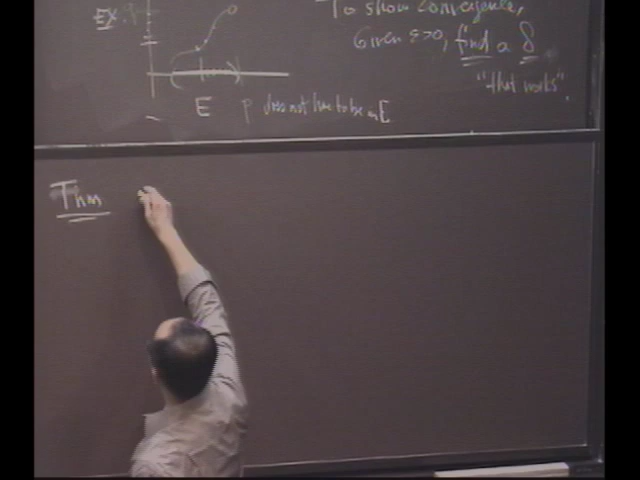 EX.
To show convergence,
Given ε>0, find a δ
"that works".
E p does not have to be in E
Thm